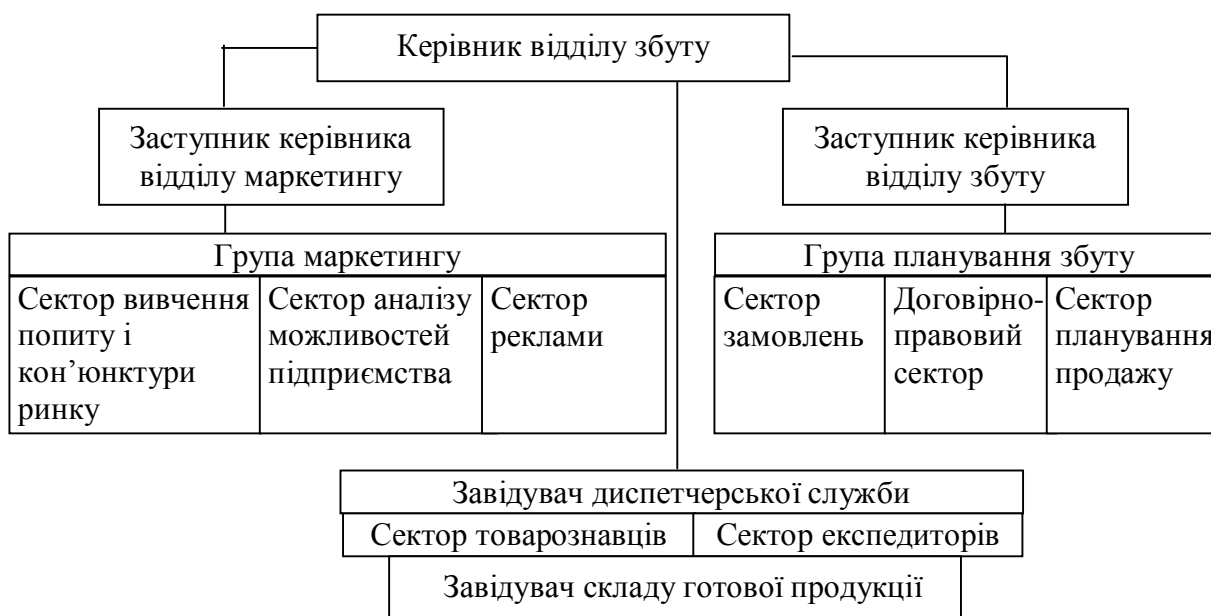 Керівник відділу збуту
Заступник керівника
відділу маркетингу
Заступник керівника
відділу збуту
Група маркетингу
Сектор вивчення
попиту і
кон’юнктури
ринку
Сектор аналізу
можливостей
підприємства
Сектор
реклами
Група планування збуту
Сектор
замовлень
Договірно-
правовий
сектор
Сектор
планування
продажу
Завідувач диспетчерської служби
Сектор товарознавців
Сектор експедиторів
Завідувач складу готової продукції